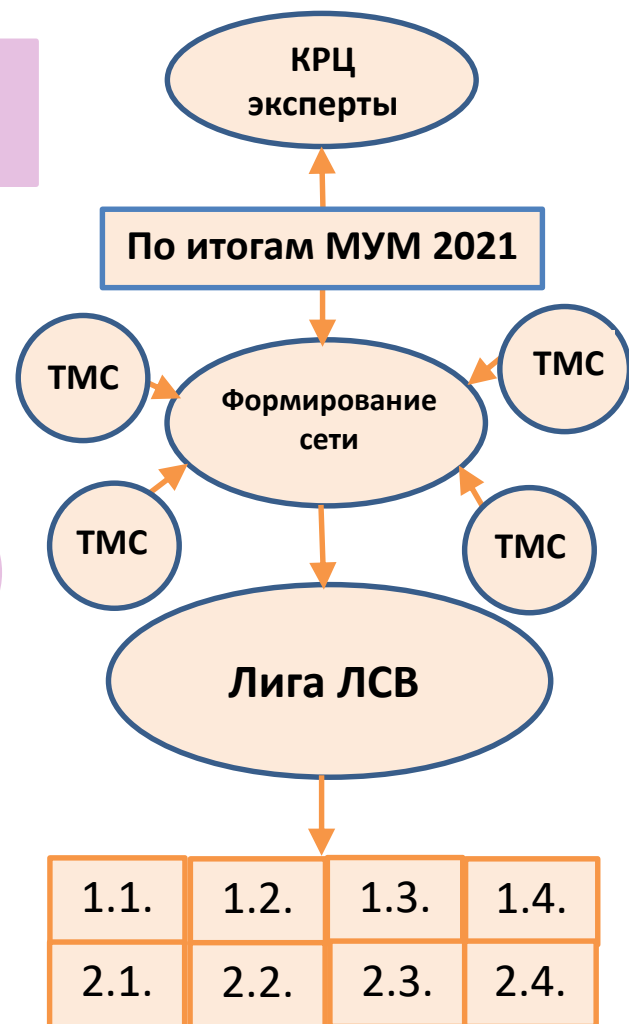 КРЦ
эксперты
По итогам МУМ 2021
ТМС
ТМС
Формирование
сети
ТМС
ТМС
Лига ЛСВ
1.1. 1.2. 1.3. 1.4.
2.1. 2.2. 2.3. 2.4.